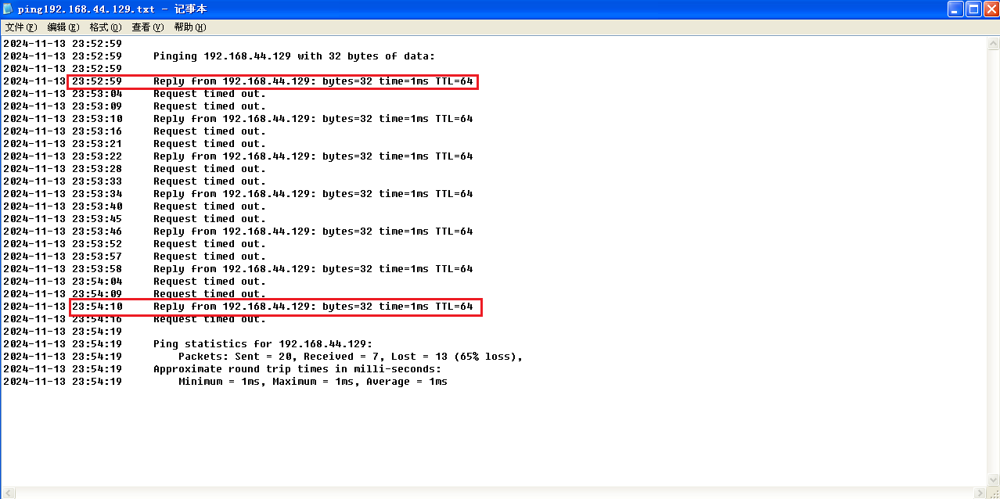 ping192.168.44.129.txt - 记事本
文件(F) 编辑(E) 格式(O) 查看(V) 帮助(H)
2024-11-13 23:52:59
2024-11-13 23:52:59 Pinging 192.168.44.129 with 32 bytes of data:
2024-11-13 23:52:59
2024-11-13 23:52:59 Reply from 192.168.44.129: bytes=32 time=1ms TTL=64
2024-11-13 23:53:04 Request timed out.
2024-11-13 23:53:09 Request timed out.
2024-11-13 23:53:10 Reply from 192.168.44.129: bytes=32 time=1ms TTL=64
2024-11-13 23:53:16 Request timed out.
2024-11-13 23:53:21 Request timed out.
2024-11-13 23:53:22 Reply from 192.168.44.129: bytes=32 time=1ms TTL=64
2024-11-13 23:53:28 Request timed out.
2024-11-13 23:53:33 Request timed out.
2024-11-13 23:53:34 Reply from 192.168.44.129: bytes=32 time=1ms TTL=64
2024-11-13 23:53:40 Request timed out.
2024-11-13 23:53:45 Request timed out.
2024-11-13 23:53:46 Reply from 192.168.44.129: bytes=32 time=1ms TTL=64
2024-11-13 23:53:52 Request timed out.
2024-11-13 23:53:57 Request timed out.
2024-11-13 23:53:58 Reply from 192.168.44.129: bytes=32 time=1ms TTL=64
2024-11-13 23:54:04 Request timed out.
2024-11-13 23:54:09 Request timed out.
2024-11-13 23:54:10 Reply from 192.168.44.129: bytes=32 time=1ms TTL=64
2024-11-13 23:54:16 Request timed out.
2024-11-13 23:54:19
2024-11-13 23:54:19 Ping statistics for 192.168.44.129:
2024-11-13 23:54:19 Packets: Sent = 20, Received = 7, Lost = 13 (65% loss),
2024-11-13 23:54:19 Approximate round trip times in milli-seconds:
2024-11-13 23:54:19 Minimum = 1ms, Maximum = 1ms, Average = 1ms